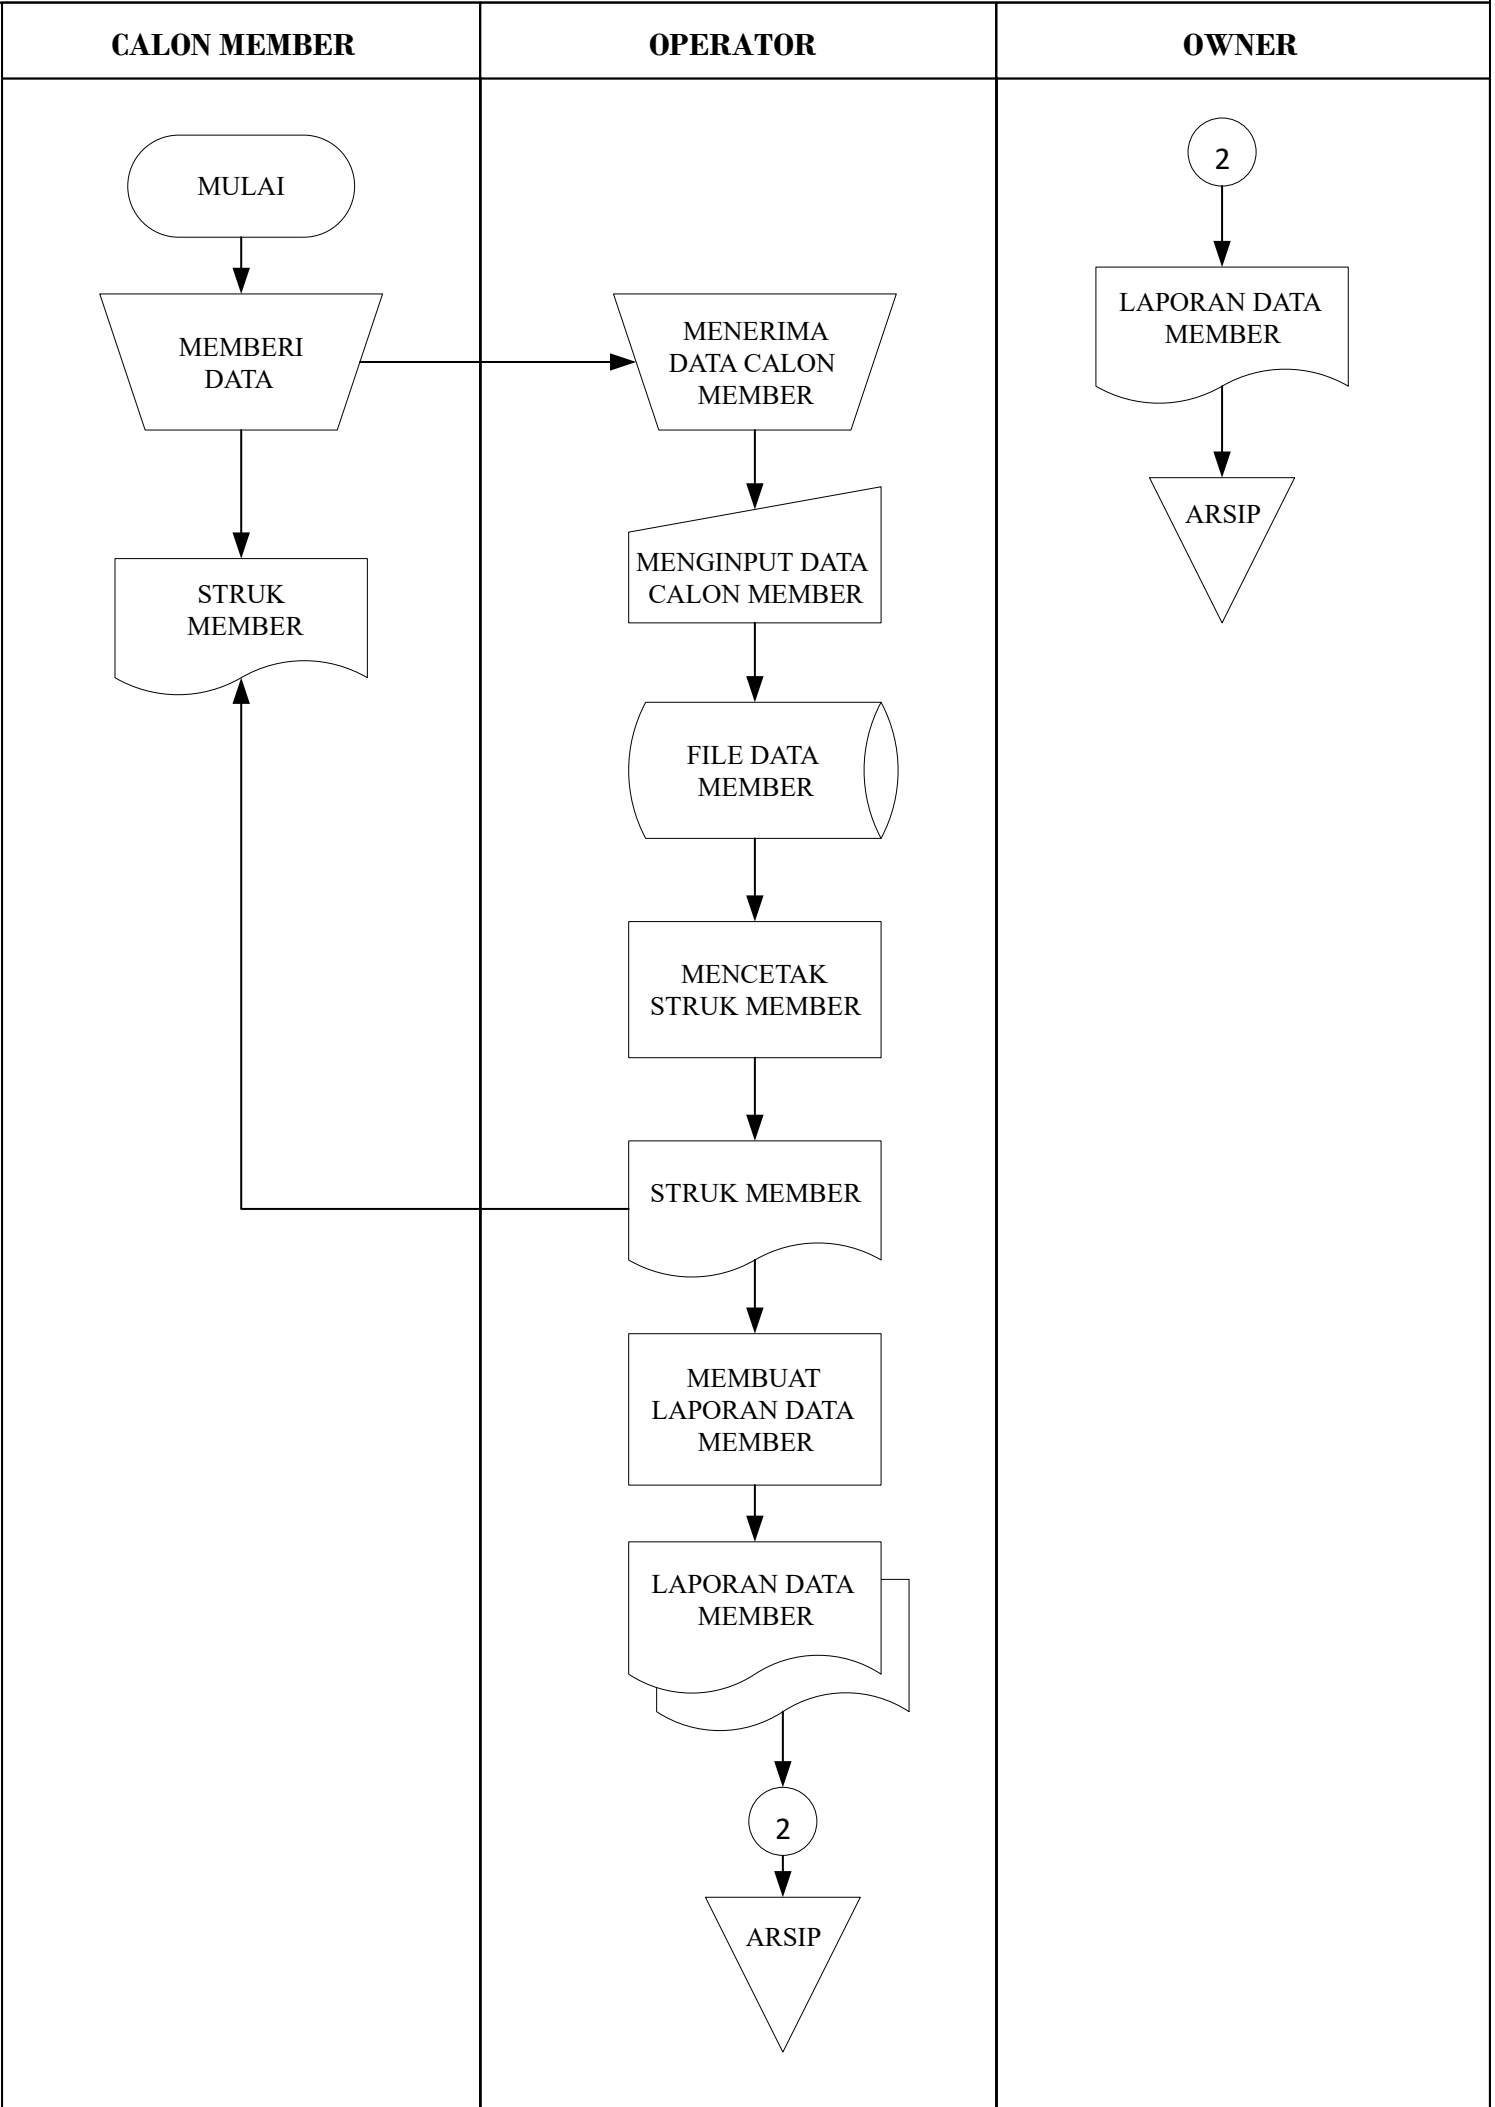 CALON MEMBER
OPERATOR
OWNER
MULAI
MEMBERI
DATA
STRUK
MEMBER
MENERIMA
DATA CALON
MEMBER
MENGINPUT DATA
CALON MEMBER
FILE DATA
MEMBER
MENCETAK
STRUK MEMBER
STRUK MEMBER
MEMBUAT
LAPORAN DATA
MEMBER
LAPORAN DATA
MEMBER
2
ARSIP
2
LAPORAN DATA
MEMBER
ARSIP